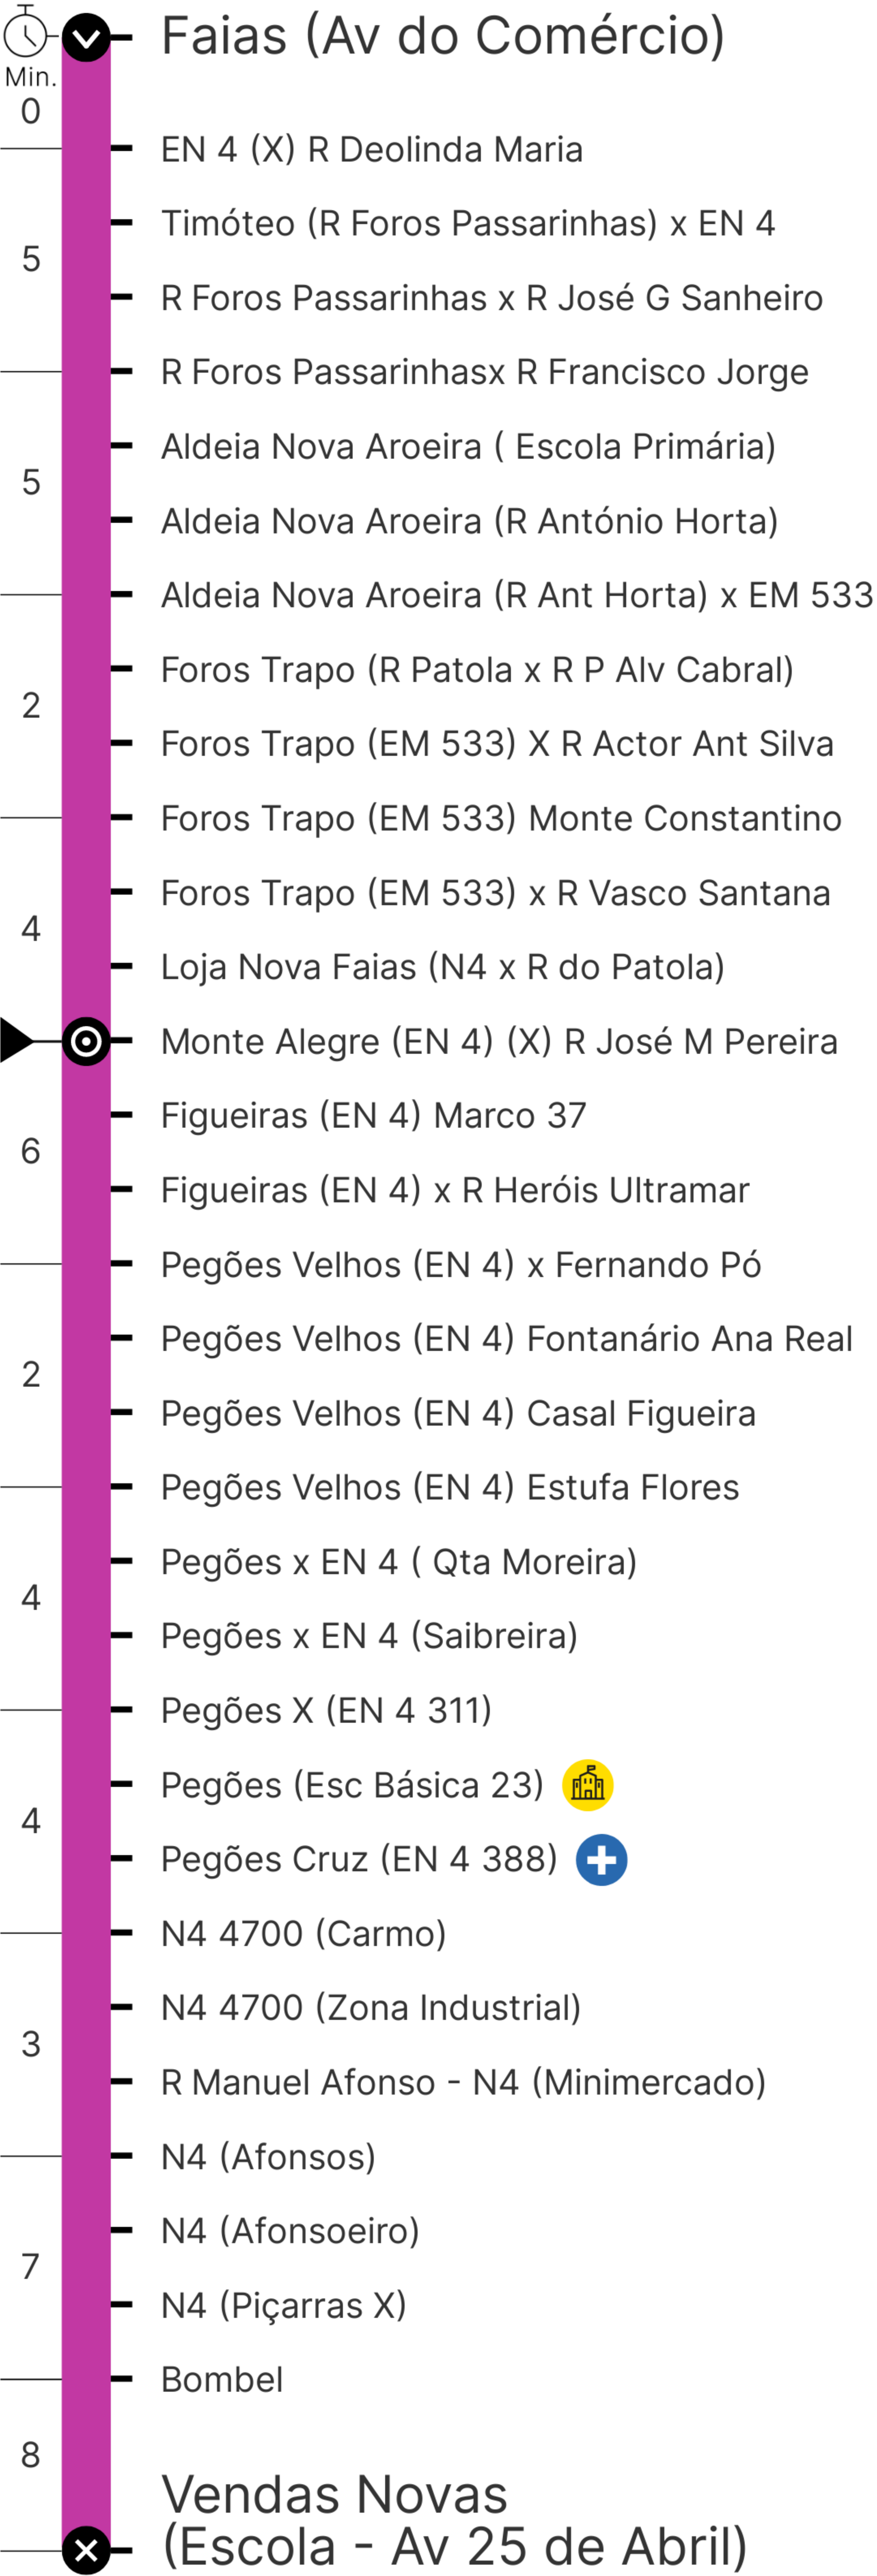 Faias (Av do Comércio)
Min.
0
EN 4 (X) R Deolinda Maria
Timóteo (R Foros Passarinhas) x EN 4
5
R Foros Passarinhas x R José G Sanheiro
R Foros Passarinhasx R Francisco Jorge
Aldeia Nova Aroeira ( Escola Primária)
5
Aldeia Nova Aroeira (R António Horta)
Aldeia Nova Aroeira (R Ant Horta) x EM 533
Foros Trapo (R Patola x R P Alv Cabral)
2
Foros Trapo (EM 533) X R Actor Ant Silva
Foros Trapo (EM 533) Monte Constantino
Foros Trapo (EM 533) x R Vasco Santana
4
Loja Nova Faias (N4 x R do Patola)
Monte Alegre (EN 4) (X) R José M Pereira
Figueiras (EN 4) Marco 37
6
Figueiras (EN 4) x R Heróis Ultramar
Pegões Velhos (EN 4) x Fernando Pó
Pegões Velhos (EN 4) Fontanário Ana Real
2
Pegões Velhos (EN 4) Casal Figueira
Pegões Velhos (EN 4) Estufa Flores
Pegões x EN 4 ( Qta Moreira)
4
Pegões x EN 4 (Saibreira)
Pegões X (EN 4 311)
Pegões (Esc Básica 23)
4
Pegões Cruz (EN 4 388)
N4 4700 (Carmo)
N4 4700 (Zona Industrial)
3
R Manuel Afonso - N4 (Minimercado)
N4 (Afonsos)
N4 (Afonsoeiro)
7
N4 (Piçarras X)
Bombel
8
Vendas Novas
(Escola - Av 25 de Abril)